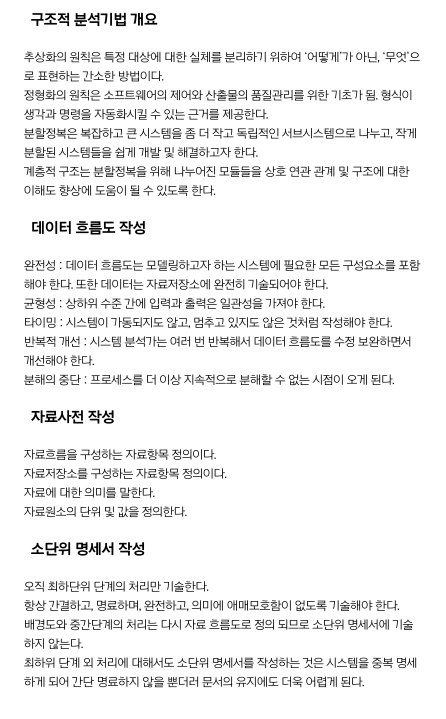 구조적 분석기법 개요
추상화의 원칙은 특정 대상에 대한 실체를 분리하기 위하여 '어떻게'가 아닌, '무엇'으
로 표현하는 간소한 방법이다.
정형화의 원칙은 소프트웨어의 제어와 산출물의 품질관리를 위한 기초가 됨. 형식이
생각과 명령을 자동화시킬 수 있는 근거를 제공한다.
분할정복은 복잡하고 큰 시스템을 좀 더 작고 독립적인 서브시스템으로 나누고, 작게
분할된 시스템들을 쉽게 개발 및 해결하고자 한다.
계층적 구조는 분할정복을 위해 나누어진 모듈들을 상호 연관 관계 및 구조에 대한
이해도 향상에 도움이 될 수 있도록 한다.
데이터 흐름도 작성
완전성 : 데이터 흐름도는 모델링하고자 하는 시스템에 필요한 모든 구성요소를 포함
해야 한다. 또한 데이터는 자료저장소에 완전히 기술되어야 한다.
균형성 : 상하위 수준 간에 입력과 출력은 일관성을 가져야 한다.
타이밍 : 시스템이 가동되지도 않고, 멈추고 있지도 않은 것처럼 작성해야 한다.
반복적 개선 : 시스템 분석가는 여러 번 반복해서 데이터 흐름도를 수정 보완하면서
개선해야 한다.
분해의 중단 : 프로세스를 더 이상 지속적으로 분해할 수 없는 시점이 오게 된다.
자료사전 작성
자료흐름을 구성하는 자료항목 정의이다.
자료저장소를 구성하는 자료항목 정의이다.
자료에 대한 의미를 말한다.
자료원소의 단위 및 값을 정의한다.
소단위 명세서 작성
오직 최하단위 단계의 처리만 기술한다.
항상 간결하고, 명료하며, 완전하고, 의미에 애매모호함이 없도록 기술해야 한다.
배경도와 중간단계의 처리는 다시 자료 흐름도로 정의 되므로 소단위 명세서에 기술
하지 않는다.
최하위 단계 외 처리에 대해서도 소단위 명세서를 작성하는 것은 시스템을 중복 명세
하게 되어 간단 명료하지 않을 뿐더러 문서의 유지에도 더욱 어렵게 된다.